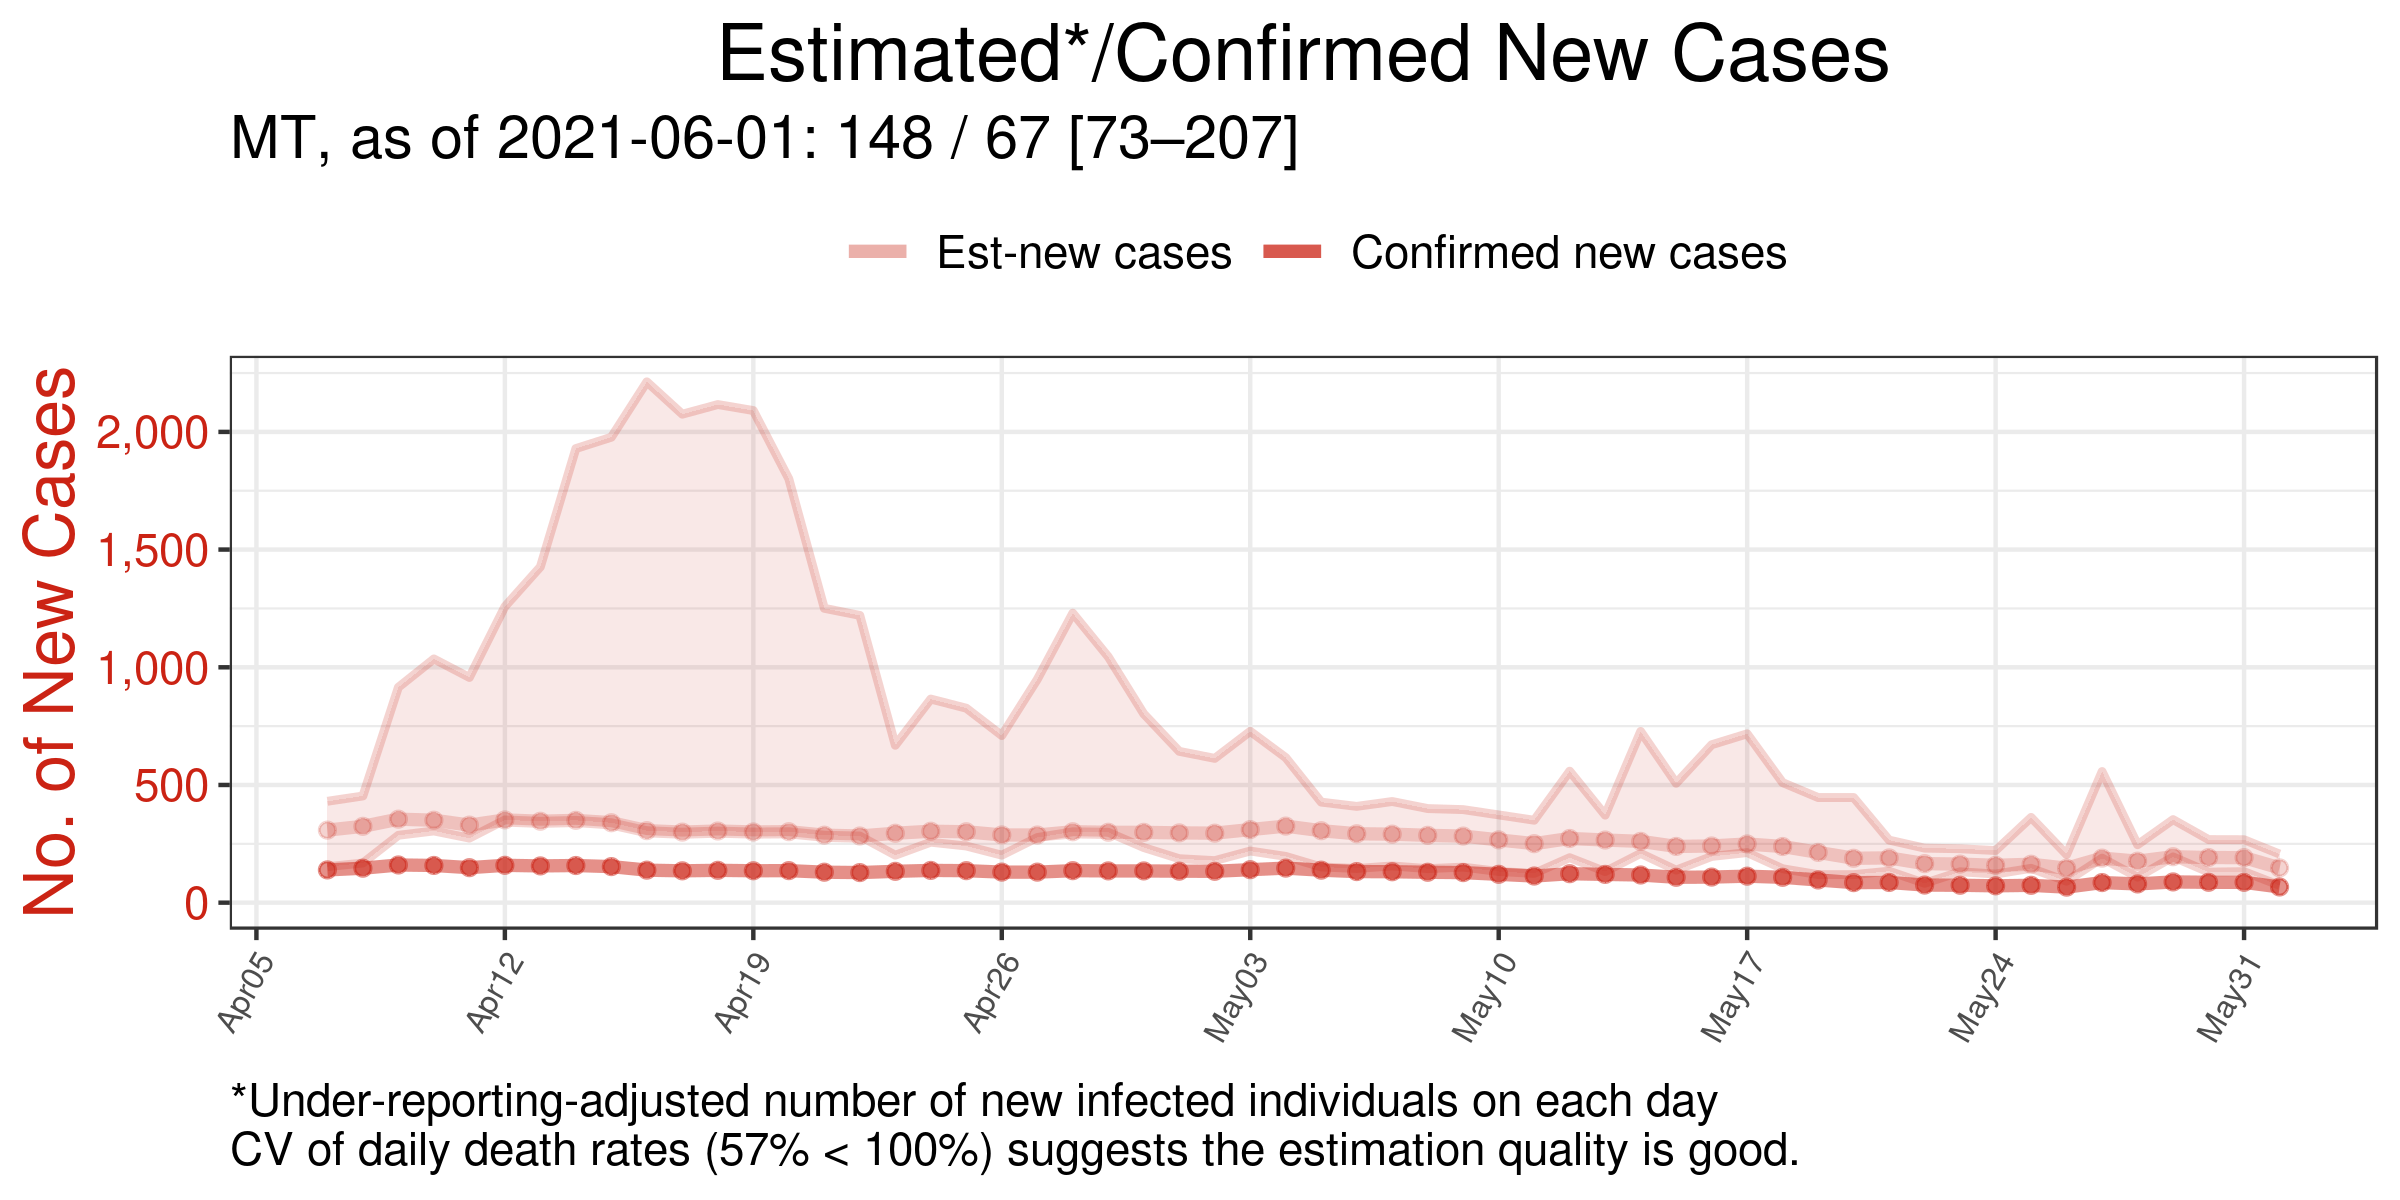 Estimated*/Confirmed New Cases
MT, as of 2021-06-01: 148 / 67 [73–207]
Est-new cases
Confirmed new cases
No. of New Cases
2,000
1,500
1,000
500
0
Apr05
Apr12
Apr19
Apr26
May03
May10
May17
May24
May31
*Under-reporting-adjusted number of new infected individuals on each day
CV of daily death rates (57% < 100%) suggests the estimation quality is good.